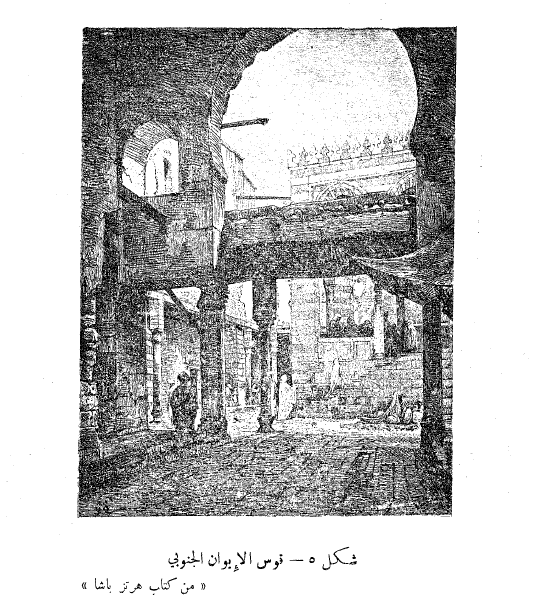 شكل ٥ — قوس الإيوان الجنوبي
« من كتاب هرتز باشا »